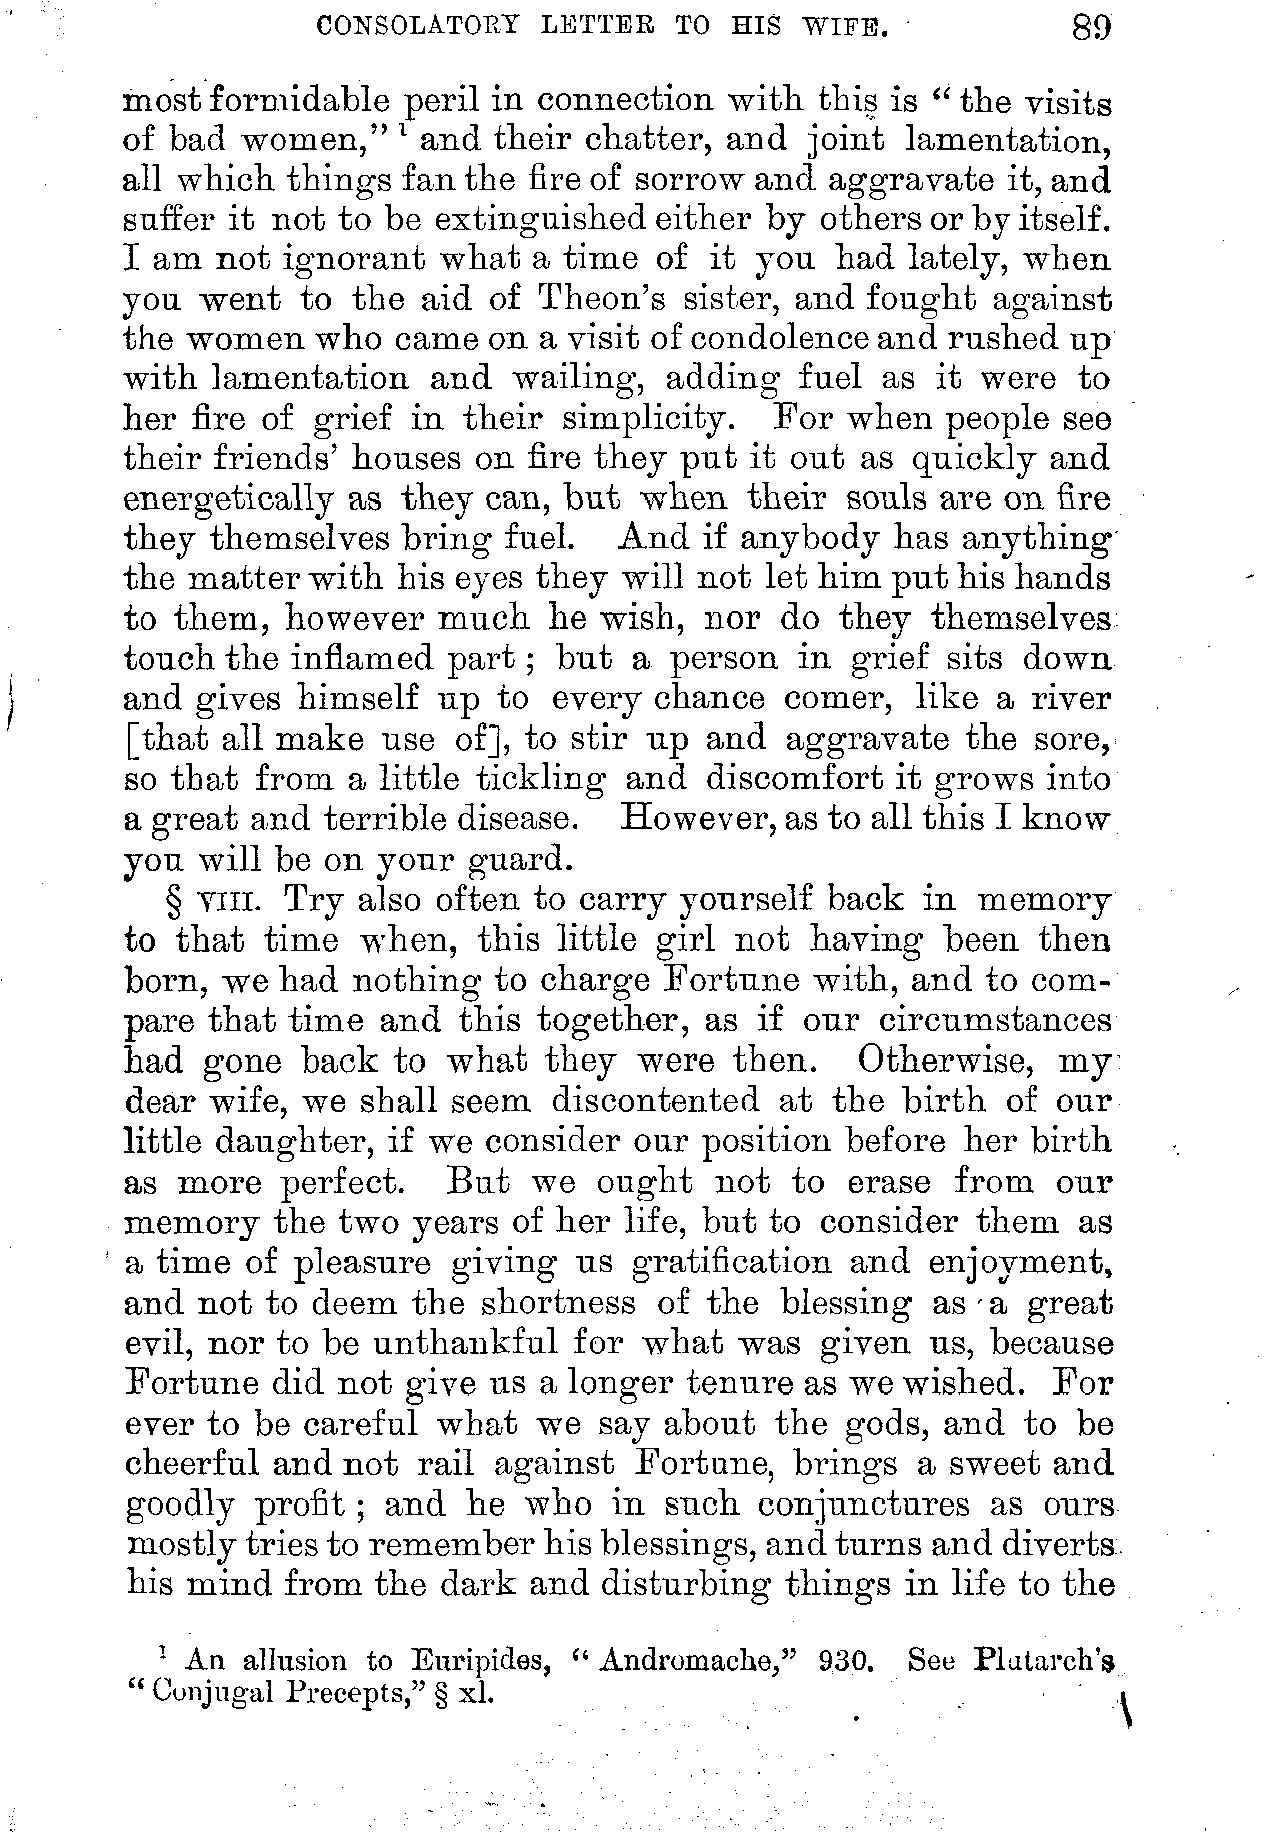 CONSOLATORY LETTER TO HIS WIFE. 89
most formidable peril in connection with this is “ the visits
of bad women,” ¹ and their chatter, and joint lamentation,
all which things fan the fire of sorrow and aggravate it, and
suffer it not to be extinguished either by others or by itself.
I am not ignorant what a time of it you had lately, when
you went to the aid of Theon’s sister, and fought against
the women who came on a visit of condolence and rushed up
with lamentation and wailing, adding fuel as it were to
her fire of grief in their simplicity. For when people see
their friends’ houses on fire they put it out as quickly and
energetically as they can, but when their souls are on fire
they themselves bring fuel. And if anybody has anything
the matter with his eyes they will not let him put his hands
to them, however much he wish, nor do they themselves
touch the inflamed part ; but a person in grief sits down
and gives himself up to every chance comer, like a river
[that all make use of], to stir up and aggravate the sore,
so that from a little tickling and discomfort it grows into
a great and terrible disease. However, as to all this I know
you will be on your guard.
§ VIII. Try also often to carry yourself back in memory
to that time when, this little girl not having been then
born, we had nothing to charge Fortune with, and to com-
pare that time and this together, as if our circumstances
had gone back to what they were then. Otherwise, my
dear wife, we shall seem discontented at the birth of our
little daughter, if we consider our position before her birth
as more perfect. But we ought not to erase from our
memory the two years of her life, but to consider them as
a time of pleasure giving us gratification and enjoyment,
and not to deem the shortness of the blessing as a great
evil, nor to be unthankful for what was given us, because
Fortune did not give us a longer tenure as we wished. For
ever to be careful what we say about the gods, and to be
cheerful and not rail against Fortune, brings a sweet and
goodly profit ; and he who in such conjunctures as ours
mostly tries to remember his blessings, and turns and diverts
his mind from the dark and disturbing things in life to the
¹ An allusion to Euripides, “ Andromache,” 930. See Plutarch’s
“ Conjugal Precepts,” § xl.